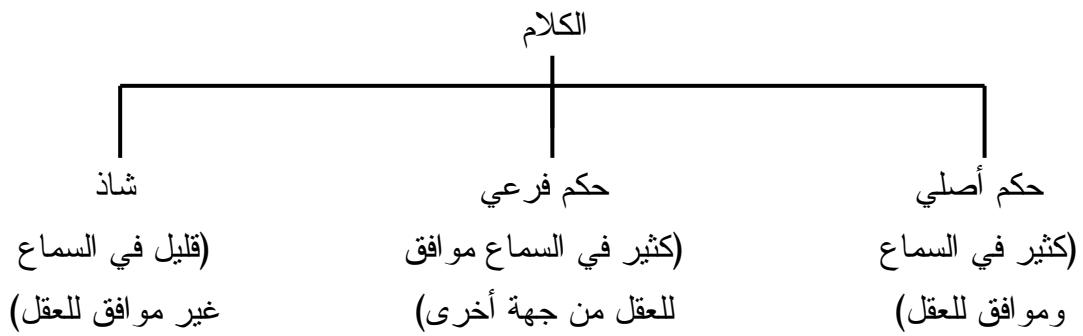 الكلام
حكم أصلي
(كثير في السماع
وموافق للعقل)
حكم فرعي
(كثير في السماع موافق
للعقل من جهة أخرى)
شاذ
(قليل في السماع
غير موافق للعقل)